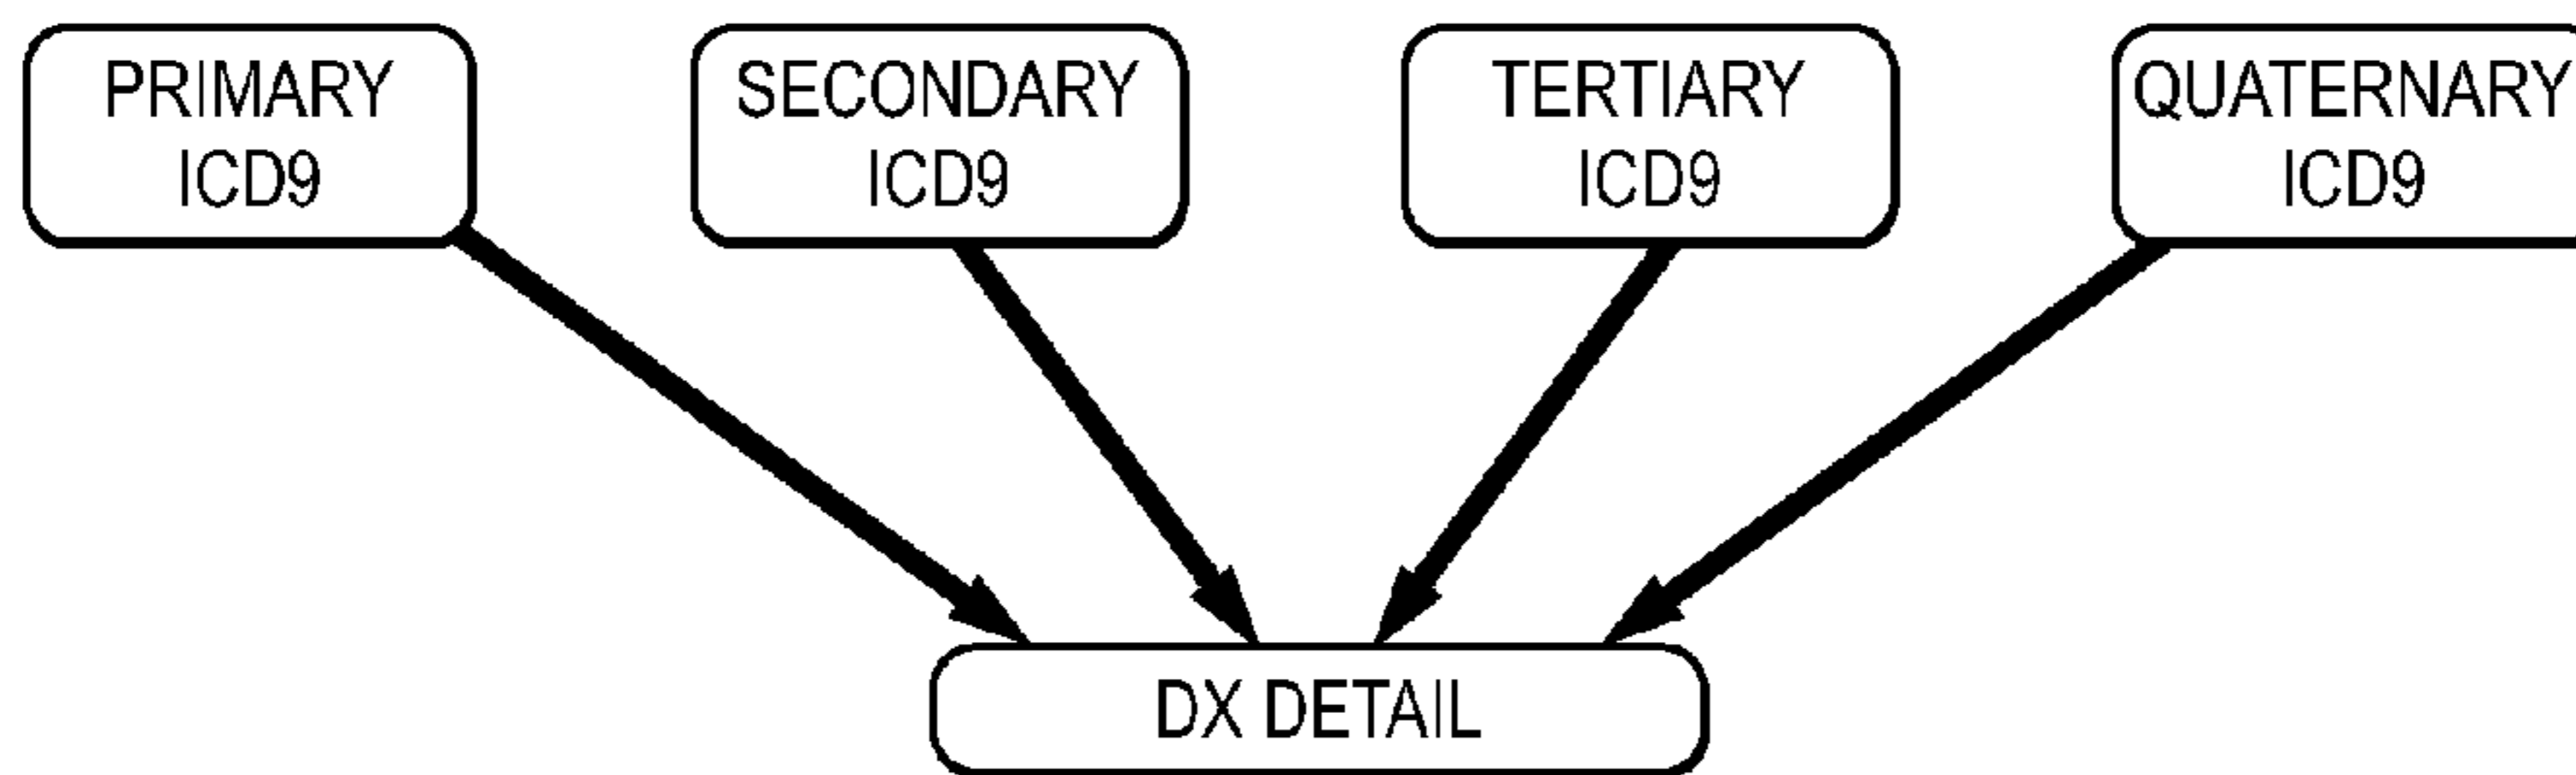 PRIMARY
ICD9
SECONDARY
ICD9
TERTIARY
ICD9
QUATERNARY
ICD9
DX DETAIL